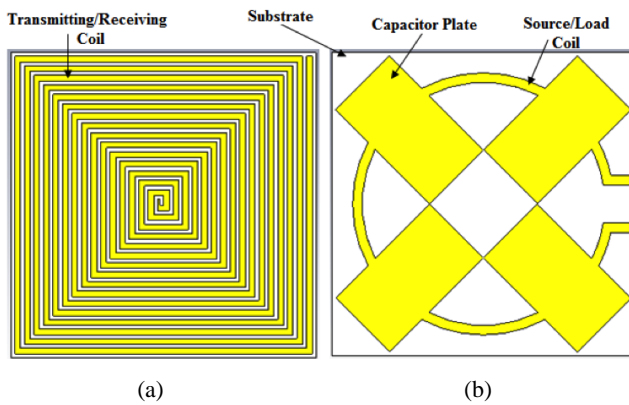 Transmitting/Receiving
Coil
Substrate
Capacitor Plate
Source/Load
Coil
(a)
(b)